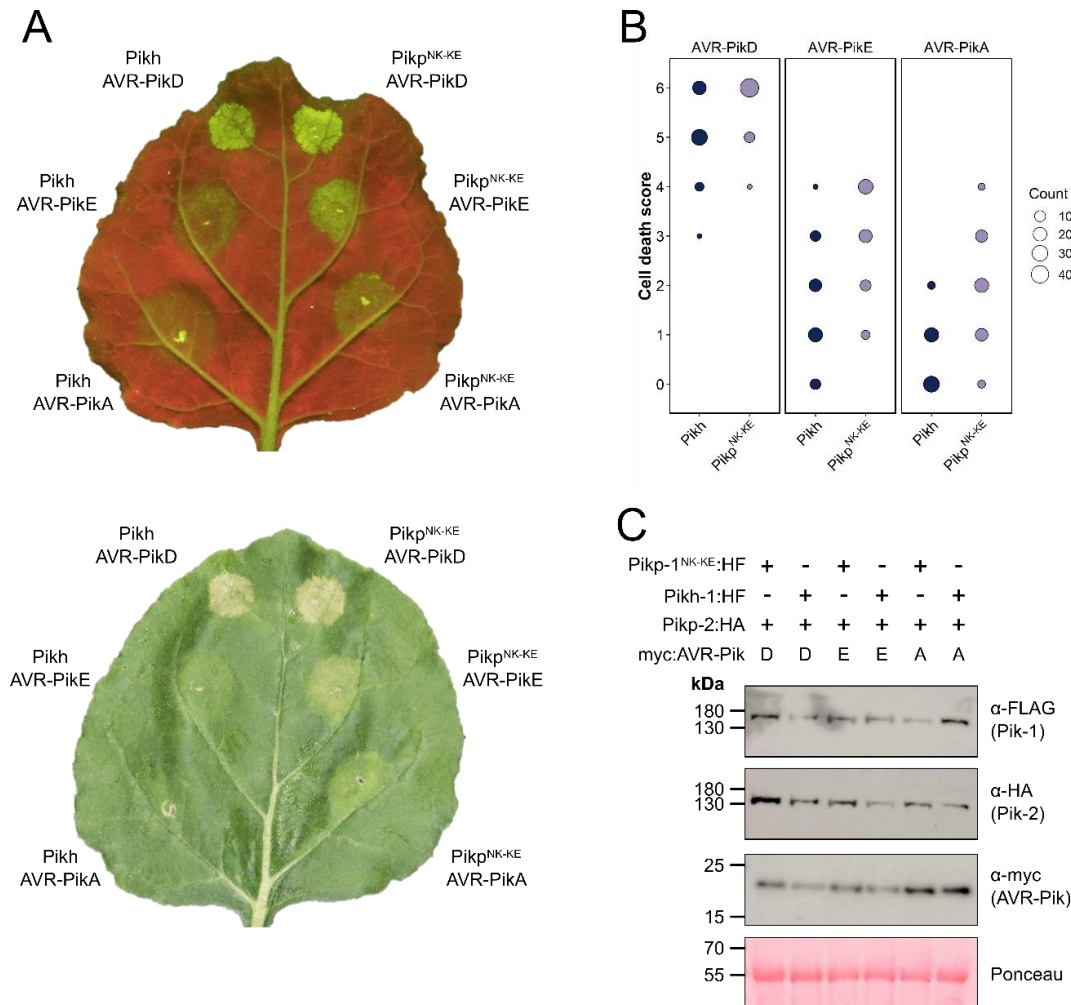 A
Pikh
AVR-PikD
Pikp^NK-KE
AVR-PikD
Pikh
AVR-PikE
Pikp^NK-KE
AVR-PikE
Pikh
AVR-PikA
Pikp^NK-KE
AVR-PikA
Pikh
AVR-PikD
Pikp^NK-KE
AVR-PikD
Pikh
AVR-PikE
Pikp^NK-KE
AVR-PikE
Pikh
AVR-PikA
Pikp^NK-KE
AVR-PikA
B
AVR-PikD AVR-PikE AVR-PikA
Cell death score
6
5
4
3
2
1
0
Pikh Pikp^NK-KE Pikh Pikp^NK-KE Pikh Pikp^NK-KE
Count
10
20
30
40
C
Pikp-1^NK-KE:HF + - + - + -
Pikh-1:HF - + - + - +
Pikp-2:HA + + + + + +
myc:AVR-Pik D D E E A A
kDa
180
130
α-FLAG
(Pik-1)
180
130
α-HA
(Pik-2)
25
15
α-myc
(AVR-Pik)
70
55
Ponceau